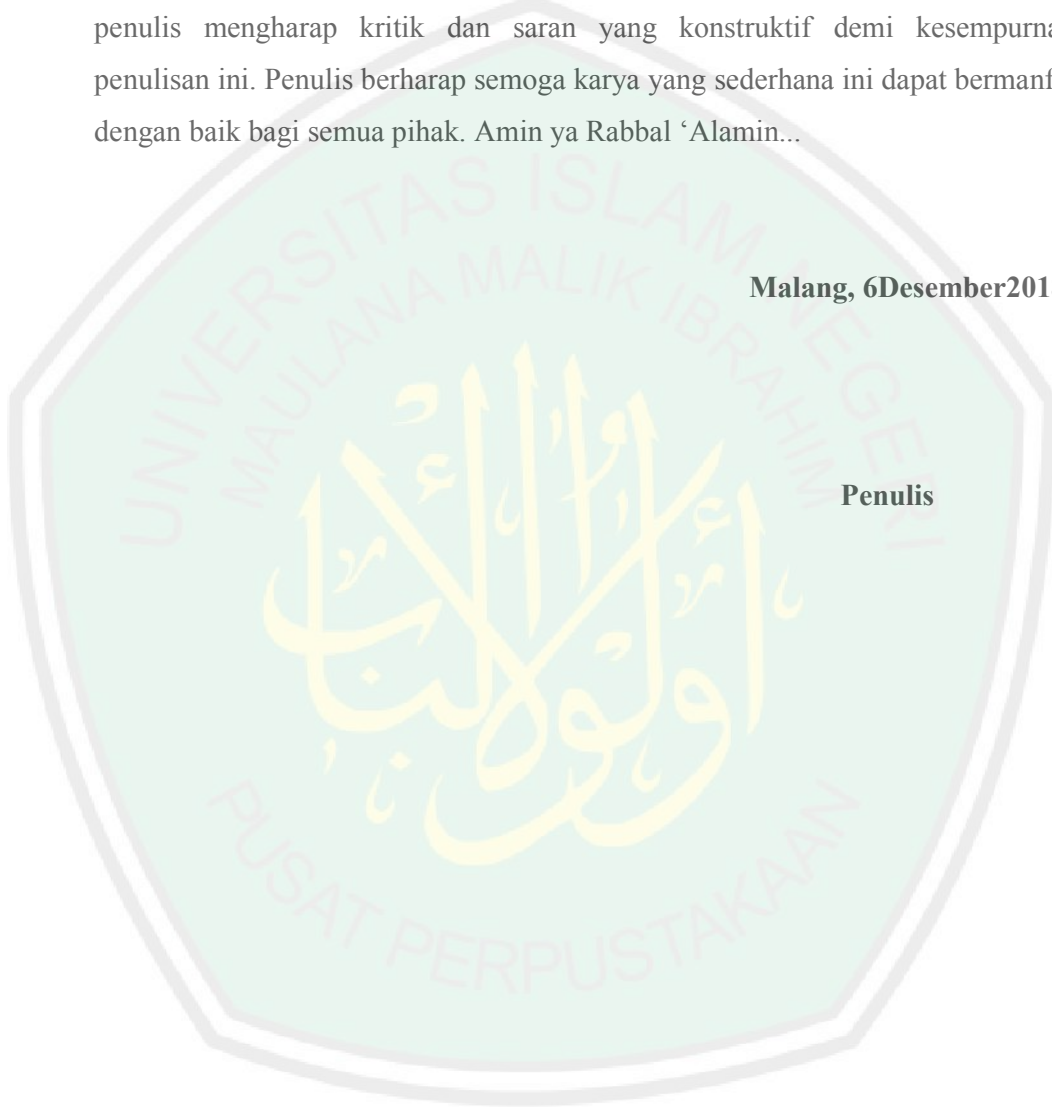 penulis mengharap kritik dan saran yang konstruktif demi kesempurna
penulisan ini. Penulis berharap semoga karya yang sederhana ini dapat bermanf
dengan baik bagi semua pihak. Amin ya Rabbal ‘Alamin...
UNIVERSITAS ISLAM NEGERI
MAULANA MALIK IBRAHIM
Malang, 6Desember201
Penulis
أولوا الألباب
PUSAT PERPUSTAKAAN